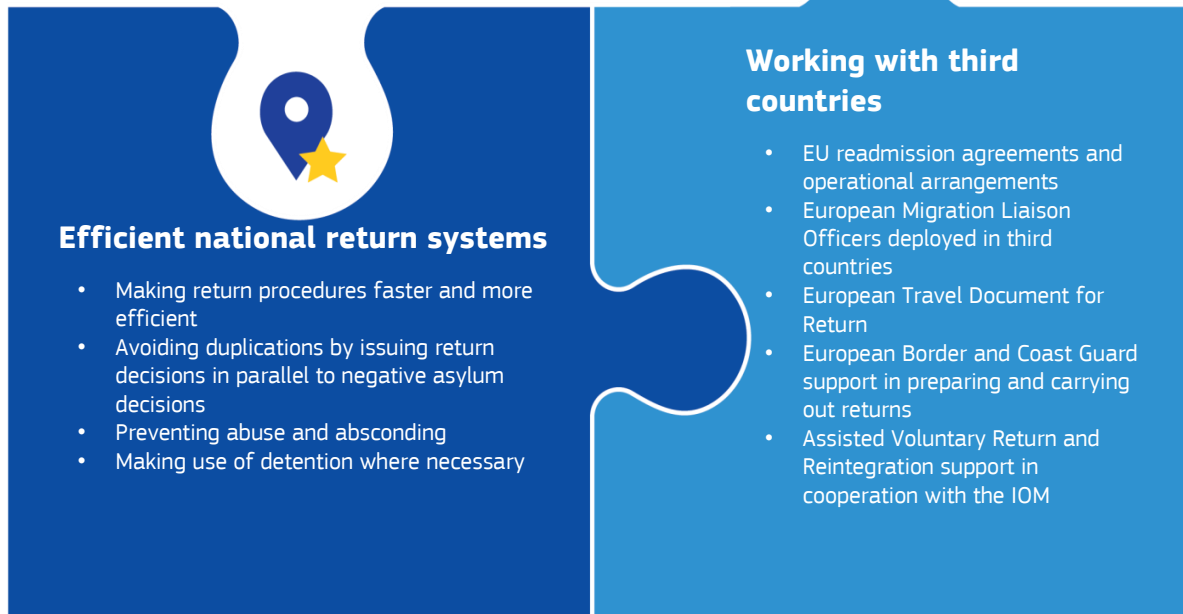 Efficient national return systems
• Making return procedures faster and more
efficient
• Avoiding duplications by issuing return
decisions in parallel to negative asylum
decisions
• Preventing abuse and absconding
• Making use of detention where necessary
Working with third
countries
• EU readmission agreements and
operational arrangements
• European Migration Liaison
Officers deployed in third
countries
• European Travel Document for
Return
• European Border and Coast Guard
support in preparing and carrying
out returns
• Assisted Voluntary Return and
Reintegration support in
cooperation with the IOM